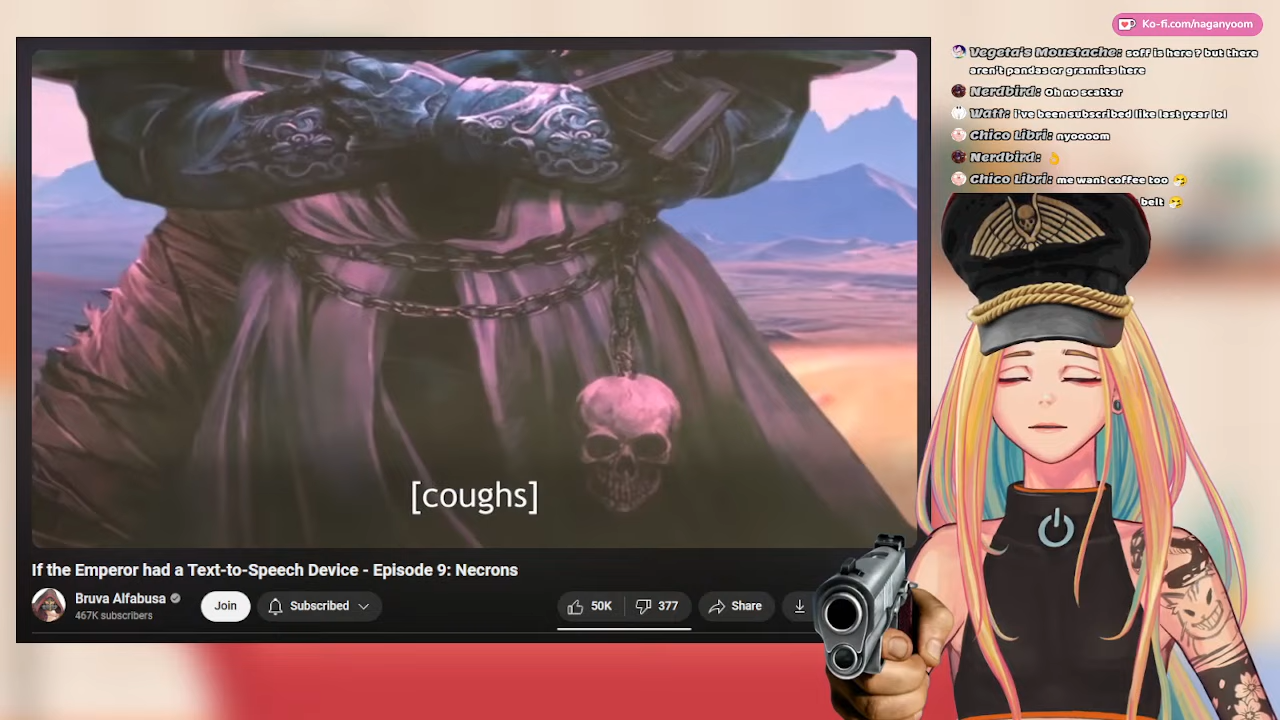 Ko-fi.com/naganyoom
Vegeta's Moustache: soff is here ? but there
aren't pandas or grannies here
Nerdbird: Oh no scatter
Watt: i've been subscribed like last year lol
Chico Libri: nyoooom
Nerdbird: 👌
Chico Libri: me want coffee too 🤧
belt 🤧
[coughs]
If the Emperor had a Text-to-Speech Device - Episode 9: Necrons
Bruva Alfabusa
467K subscribers
Join
Subscribed
50K
377
Share